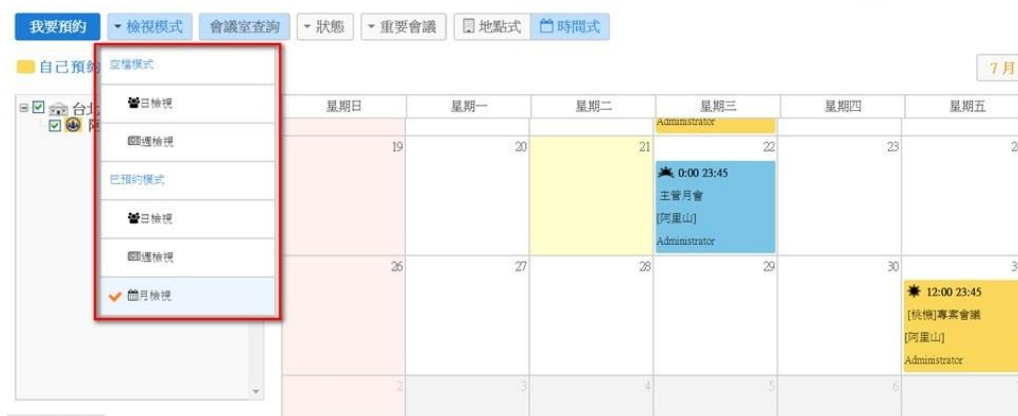 我要預約 檢視模式 會議室查詢 狀態 重要會議 地點式 時間式
自己預約
7月
空檔模式
日檢視
週檢視
已預約模式
日檢視
週檢視
月檢視
台北
星期日 星期一 星期二 星期三 星期四 星期五
Administrator
19 20 21 22 23
0:00 23:45
主管月會
[阿里山]
Administrator
26 27 28 29 30
12:00 23:45
[桃機]專案會議
[阿里山]
Administrator
2 3 4 5 6